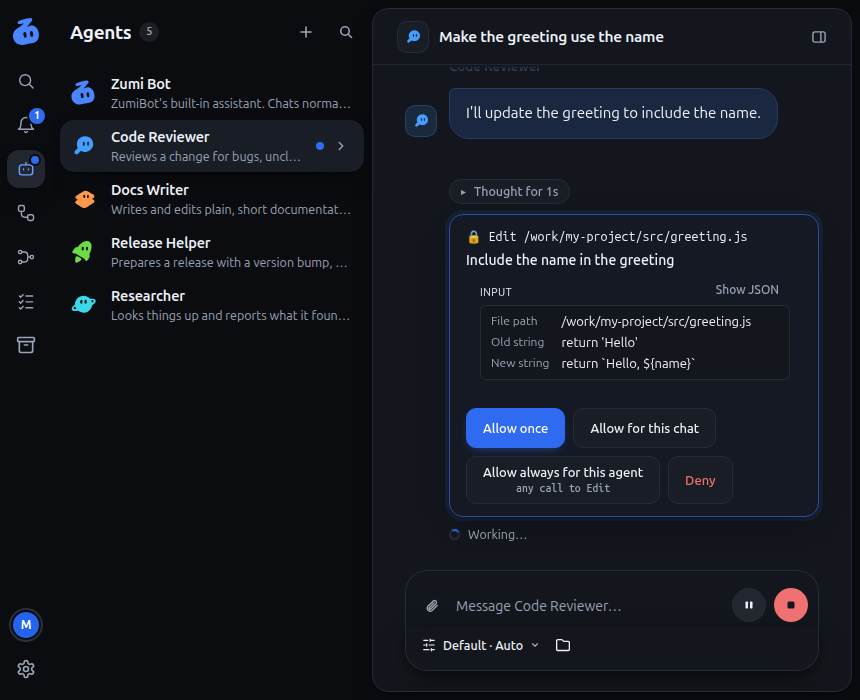 Agents 5
1
Zumi Bot
ZumiBot's built-in assistant. Chats norma…
Code Reviewer
Reviews a change for bugs, uncl…
Docs Writer
Writes and edits plain, short documentat…
Release Helper
Prepares a release with a version bump, …
Researcher
Looks things up and reports what it foun…
M
Make the greeting use the name
Code Reviewer
I'll update the greeting to include the name.
Thought for 1s
Edit /work/my-project/src/greeting.js
Include the name in the greeting
INPUT
Show JSON
File path /work/my-project/src/greeting.js
Old string return 'Hello'
New string return `Hello, ${name}`
Allow once
Allow for this chat
Allow always for this agent
any call to Edit
Deny
Working…
Message Code Reviewer…
Default · Auto